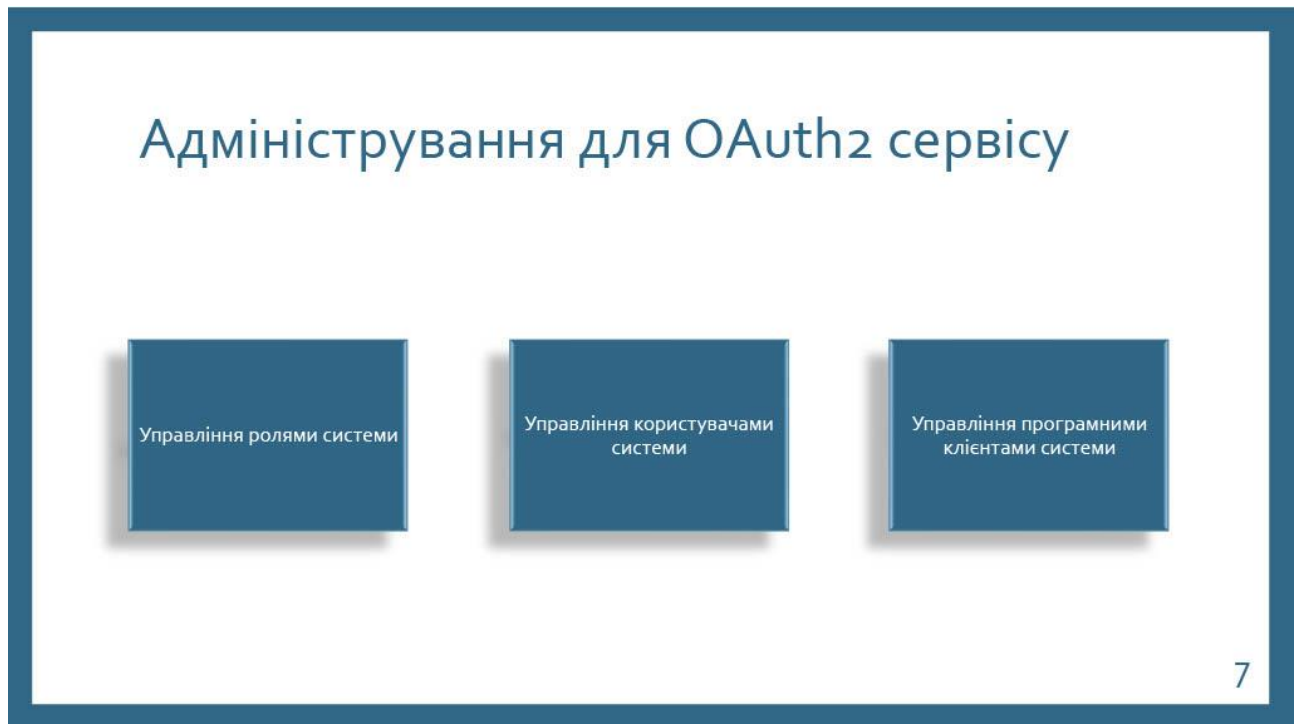 Адміністрування для OAuth2 сервісу
Управління ролями системи
Управління користувачами
системи
Управління програмними
клієнтами системи
7